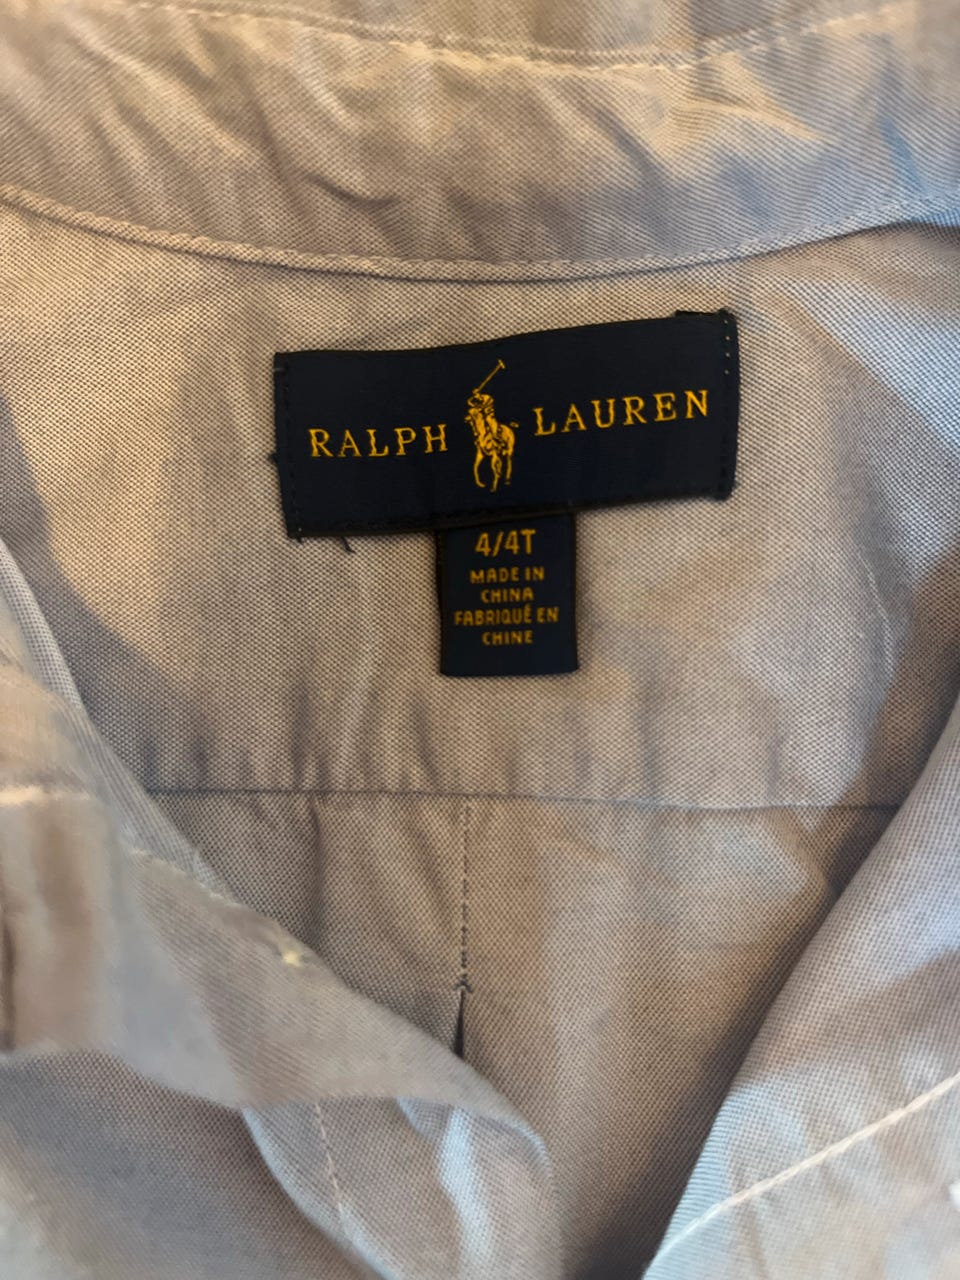 RALPH LAUREN
4/4T
MADE IN
CHINA
FABRIQUÉ EN
CHINE